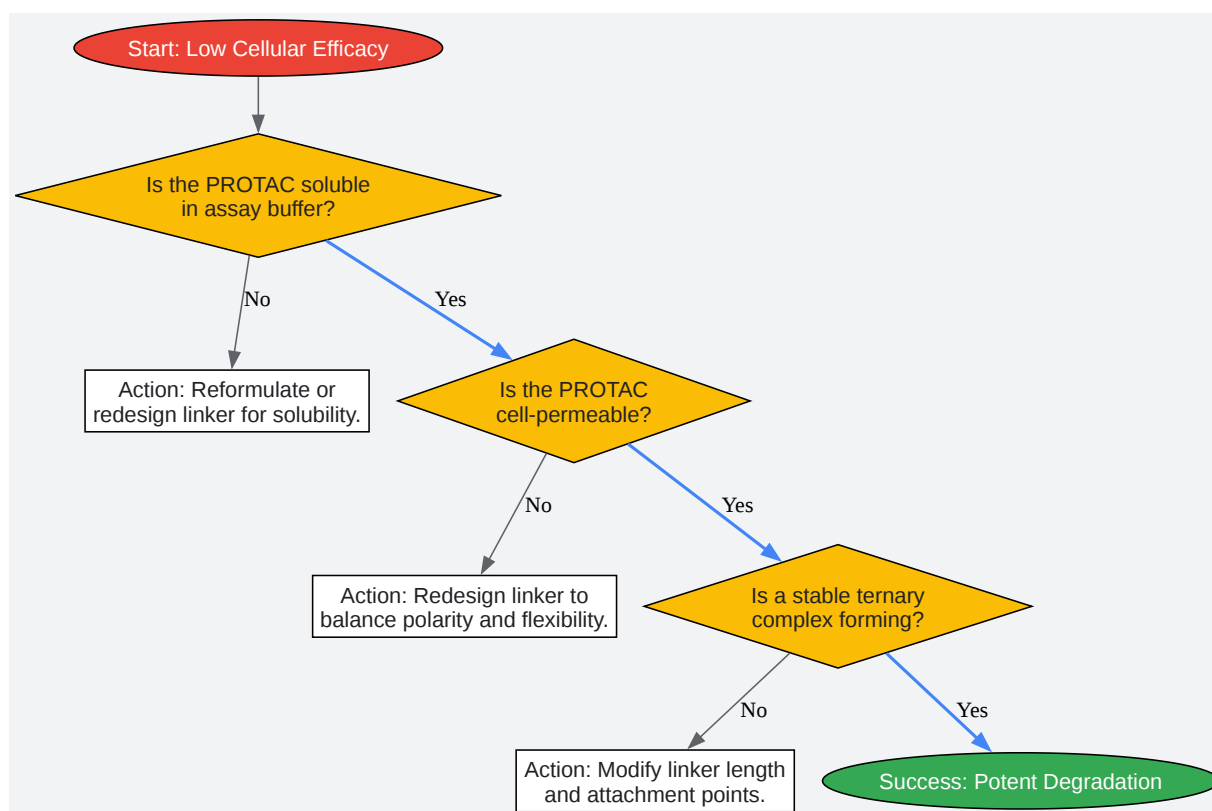 Start: Low Cellular Efficacy
Is the PROTAC soluble
in assay buffer?
No
Yes
Action: Reformulate or
redesign linker for solubility.
Is the PROTAC
cell-permeable?
No
Yes
Action: Redesign linker to
balance polarity and flexibility.
Is a stable ternary
complex forming?
No
Yes
Action: Modify linker length
and attachment points.
Success: Potent Degradation